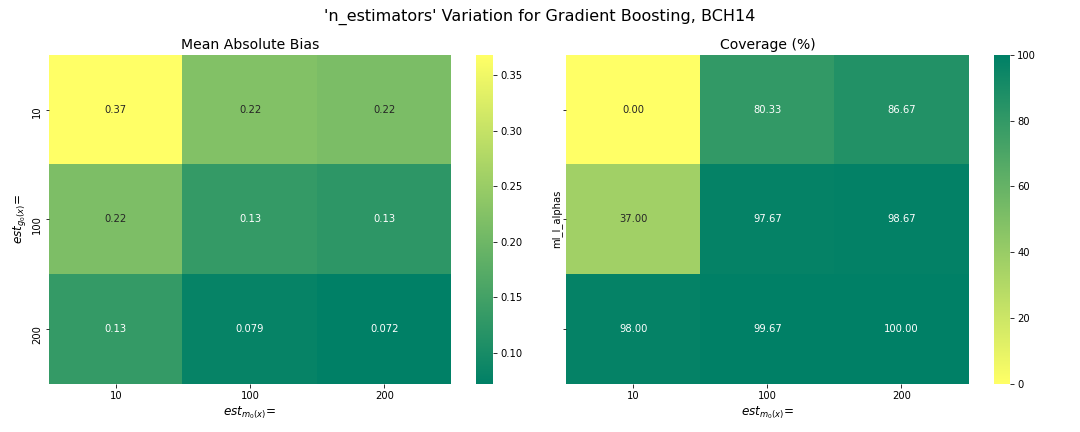 'n_estimators' Variation for Gradient Boosting, BCH14
Mean Absolute Bias
est_{g_0(x)}=
10
100
200
0.37 0.22 0.22
0.22 0.13 0.13
0.13 0.079 0.072
10 100 200
est_{m_0(x)}=
0.35
0.30
0.25
0.20
0.15
0.10
Coverage (%)
ml_l_alphas
0.00 80.33 86.67
37.00 97.67 98.67
98.00 99.67 100.00
10 100 200
est_{m_0(x)}=
100
80
60
40
20
0